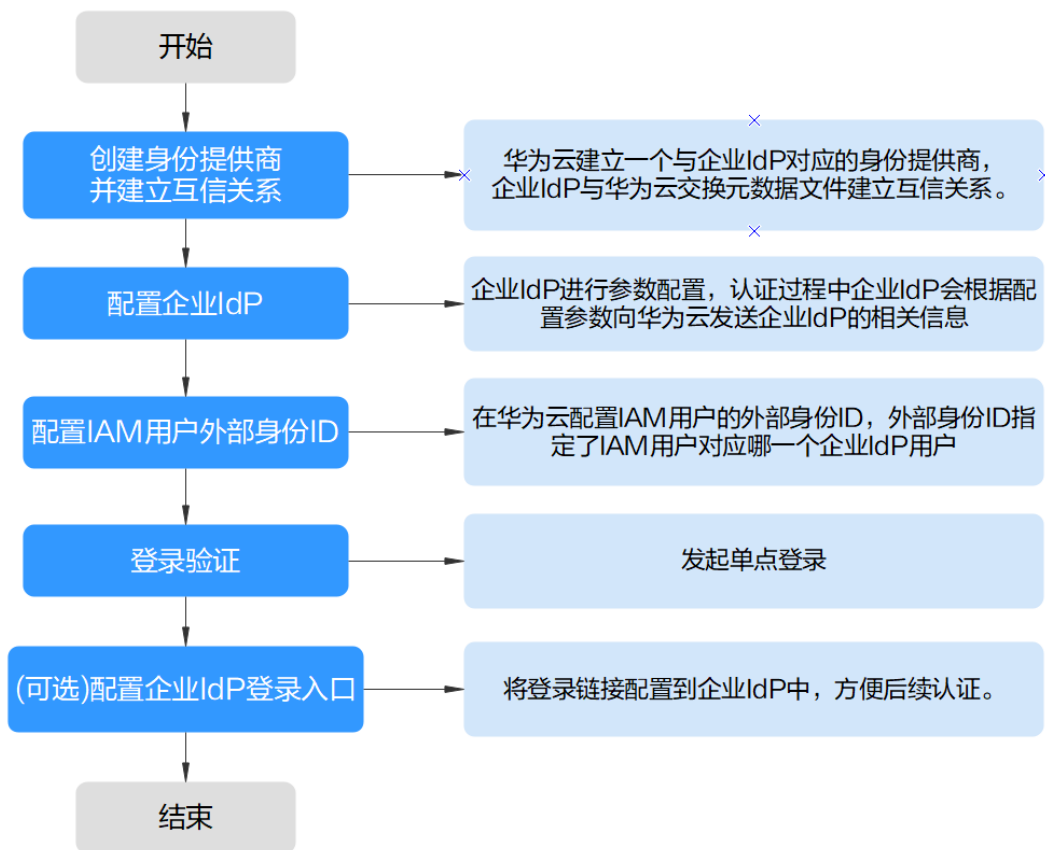 开始
创建身份提供商
并建立互信关系
华为云建立一个与企业IdP对应的身份提供商，
企业IdP与华为云交换元数据文件建立互信关系。
配置企业IdP
企业IdP进行参数配置，认证过程中企业IdP会根据配
置参数向华为云发送企业IdP的相关信息
配置IAM用户外部身份ID
在华为云配置IAM用户的外部身份ID，外部身份ID指
定了IAM用户对应哪一个企业IdP用户
登录验证
发起单点登录
(可选)配置企业IdP登录入口
将登录链接配置到企业IdP中，方便后续认证。
结束